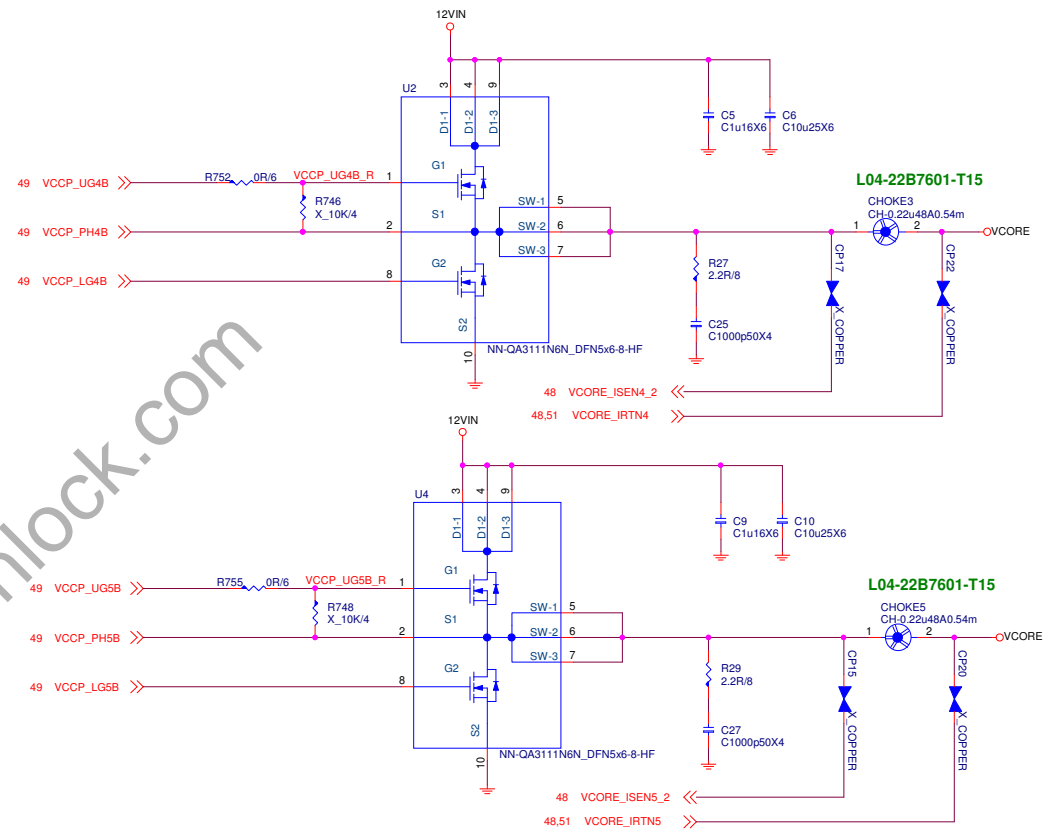 12VIN
U2
3
4
9
D1-1
D1-2
D1-3
C5
C1u16X6
C6
C10u25X6
G1
49 VCCP_UG4B
R752
0R/6
VCCP_UG4B_R
1
R746
X_10K/4
L04-22B7601-T15
CHOKE3
CH-0.22u48A0.54m
SW-1
5
S1
49 VCCP_PH4B
2
SW-2
6
1
2
VCORE
SW-3
7
G2
49 VCCP_LG4B
8
R27
2.2R/8
CP17
X_COPPER
CP22
X_COPPER
C25
C1000p50X4
S2
10
NN-QA3111N6N_DFN5x6-8-HF
48 VCORE_ISEN4_2
48,51 VCORE_IRTN4
12VIN
U4
3
4
9
D1-1
D1-2
D1-3
C9
C1u16X6
C10
C10u25X6
G1
49 VCCP_UG5B
R755
0R/6
VCCP_UG5B_R
1
R748
X_10K/4
L04-22B7601-T15
CHOKE5
CH-0.22u48A0.54m
SW-1
5
S1
49 VCCP_PH5B
2
SW-2
6
1
2
VCORE
SW-3
7
G2
49 VCCP_LG5B
8
R29
2.2R/8
CP15
X_COPPER
CP20
X_COPPER
C27
C1000p50X4
S2
10
NN-QA3111N6N_DFN5x6-8-HF
48 VCORE_ISEN5_2
48,51 VCORE_IRTN5
nlock.com